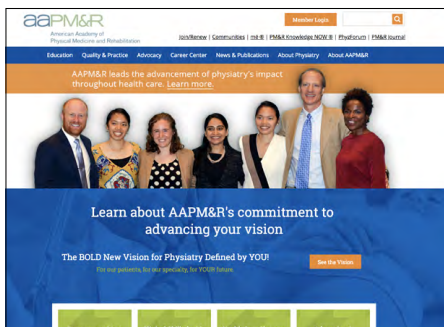 aaPM&R
American Academy of
Physical Medicine and Rehabilitation
Member Login
Join/Renew | Communities | mē® | PM&R Knowledge NOW® | PhyzForum | PM&R Journal
Education Quality & Practice Advocacy Career Center News & Publications About Physiatry About AAPM&R
AAPM&R leads the advancement of physiatry's impact
throughout health care. Learn more.
Learn about AAPM&R's commitment to
advancing your vision
The BOLD New Vision for Physiatry Defined by YOU!
For our patients, for our specialty, for YOUR future.
See the Vision